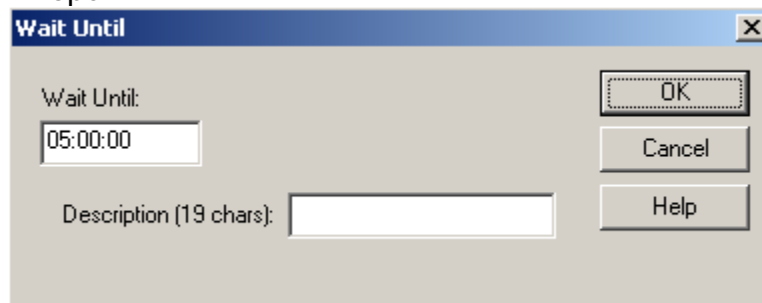 Wait Until
Wait Until:
05:00:00
Description (19 chars):
OK
Cancel
Help